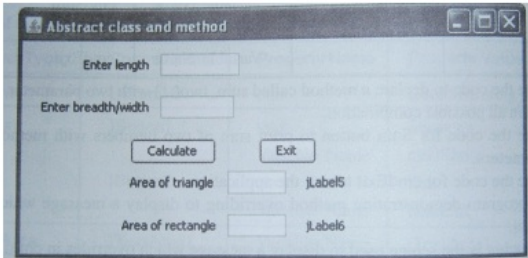 Abstract class and method
Enter length
Enter breadth/width
Calculate Exit
Area of triangle jLabel5
Area of rectangle jLabel6